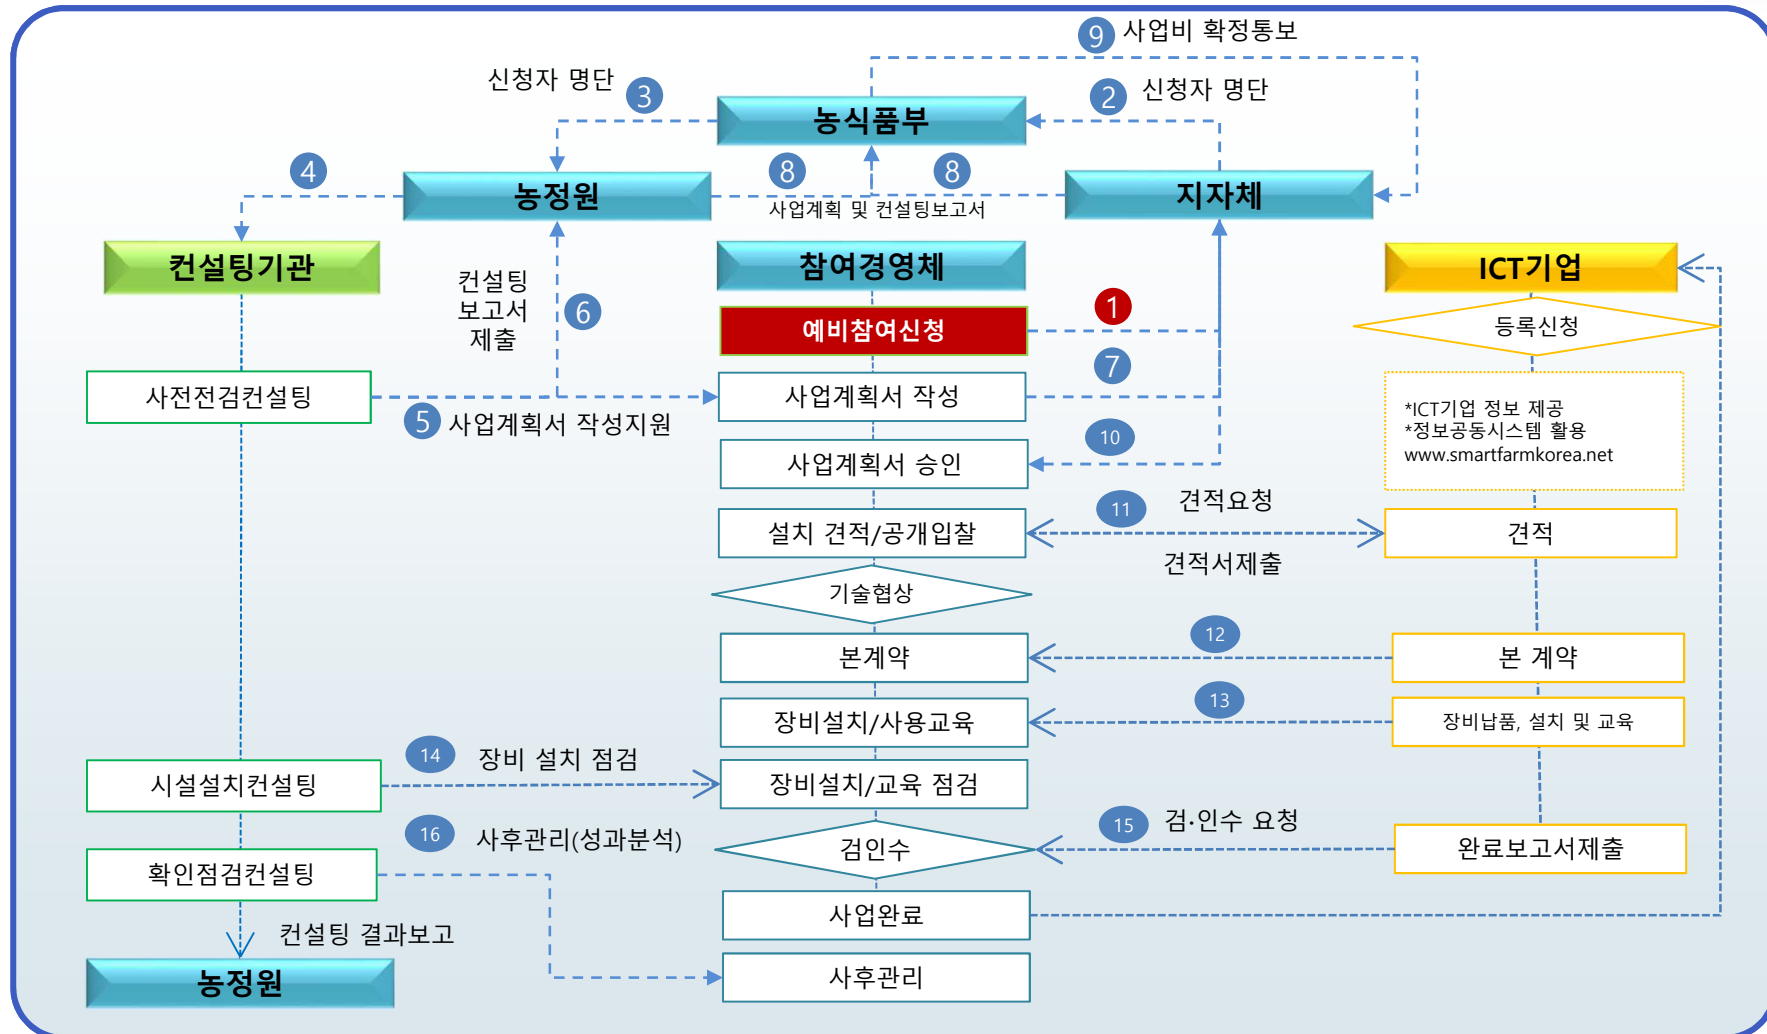 9 사업비 확정통보
신청자 명단 3
2 신청자 명단
농식품부
4
농정원
8
8
지자체
사업계획 및 컨설팅보고서
컨설팅기관
컨설팅
보고서
제출
6
참여경영체
ICT기업
예비참여신청
1
등록신청
사전전검컨설팅
5 사업계획서 작성지원
사업계획서 작성
7
*ICT기업 정보 제공
*정보공동시스템 활용
www.smartfarmkorea.net
사업계획서 승인
10
설치 견적/공개입찰
11 견적요청
견적서제출
견적
기술협상
본계약
12
본 계약
장비설치/사용교육
13
장비납품, 설치 및 교육
시설설치컨설팅
14 장비 설치 점검
장비설치/교육 점검
16 사후관리(성과분석)
검인수
15 검·인수 요청
완료보고서제출
확인점검컨설팅
사업완료
컨설팅 결과보고
농정원
사후관리